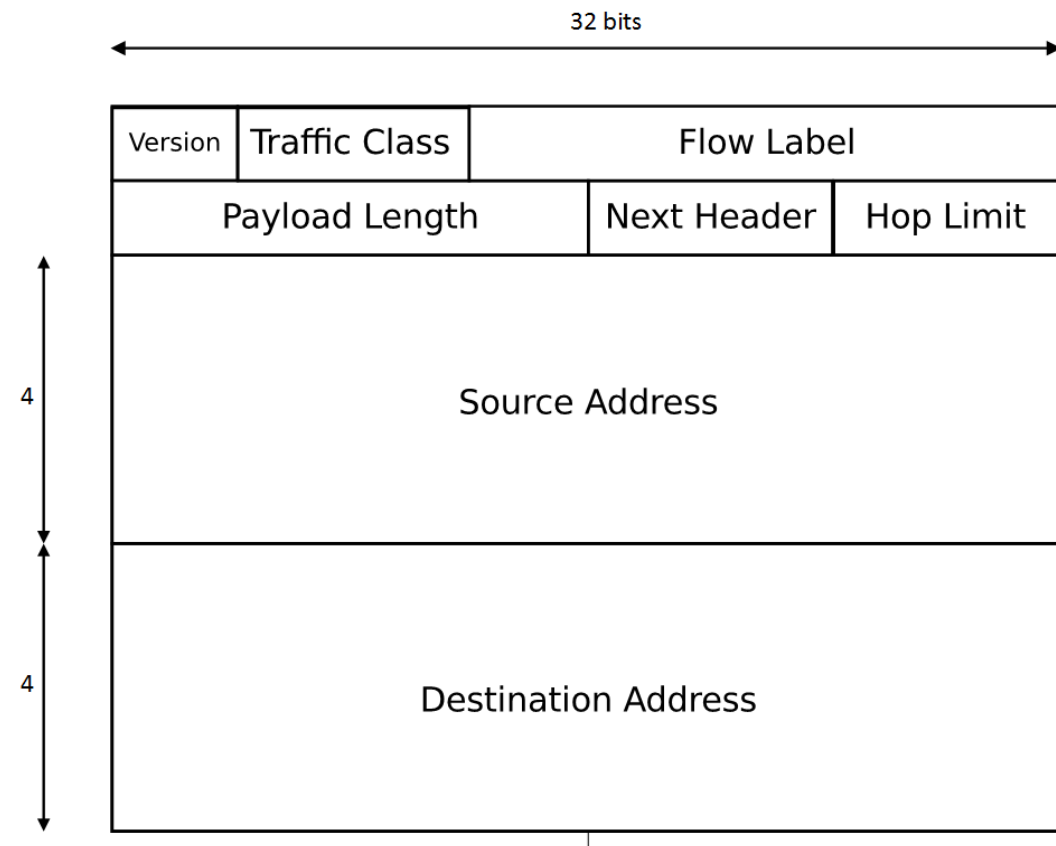 32 bits
Version Traffic Class Flow Label
Payload Length Next Header Hop Limit
4
Source Address
4
Destination Address